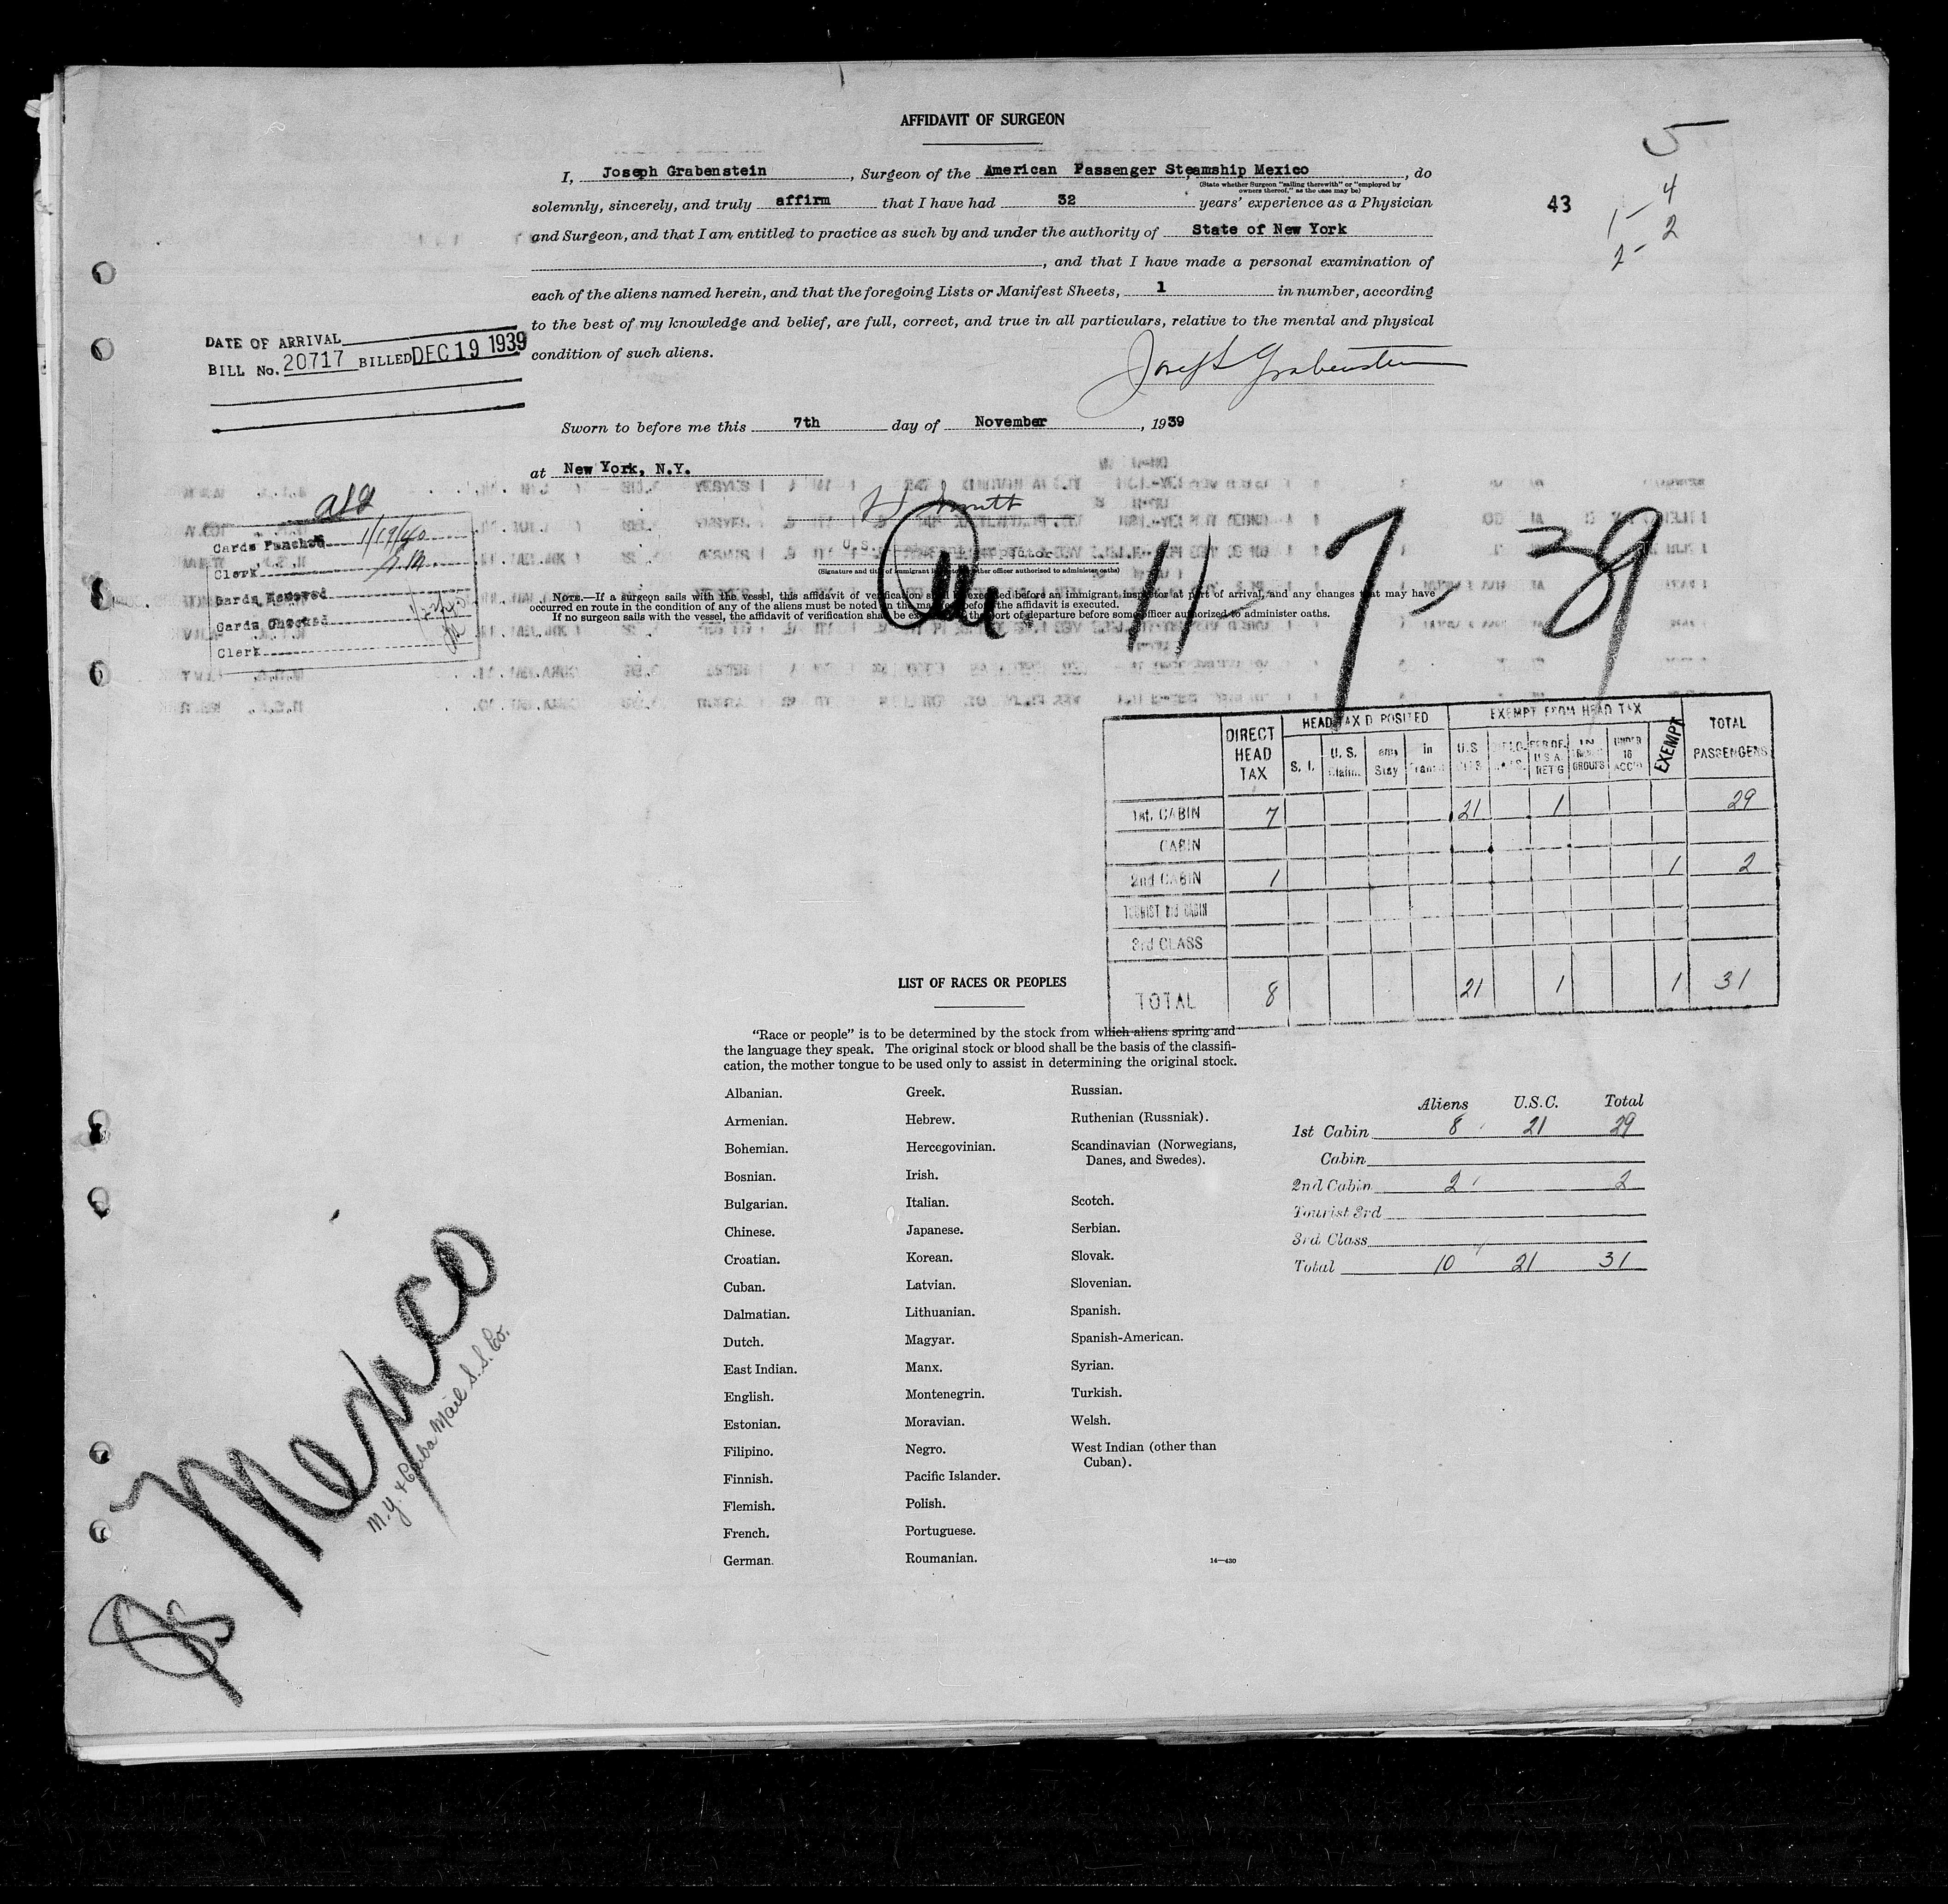 AFFIDAVIT OF SURGEON
5
4
1 – 2
2 –
43
I, Joseph Grabenstein, Surgeon of the American Passenger Steamship Mexico, do
(State whether Surgeon "sailing therewith" or "employed by
owners thereof," as the case may be)
solemnly, sincerely, and truly affirm that I have had 32 years' experience as a Physician
and Surgeon, and that I am entitled to practice as such by and under the authority of State of New York
, and that I have made a personal examination of
each of the aliens named herein, and that the foregoing Lists or Manifest Sheets, 1 in number, according
to the best of my knowledge and belief, are full, correct, and true in all particulars, relative to the mental and physical
condition of such aliens.
Joseph Grabenstein
DATE OF ARRIVAL
BILL No. 20717 BILLED DEC 19 1939
Sworn to before me this 7th day of November, 1939
at New York, N.Y.
Cards Punched 1/19/40
Clerk
Cards Removed
Cards Checked
Clerk
U.S.
(Signature and title of immigrant inspector or other officer authorized to administer oaths)
11 - 7 - 39
NOTE.—If a surgeon sails with the vessel, this affidavit of verification shall be executed before an immigrant inspector at port of arrival, and any changes that may have
occurred en route in the condition of any of the aliens must be noted on the manifest before the affidavit is executed.
If no surgeon sails with the vessel, the affidavit of verification shall be executed at the port of departure before some officer authorized to administer oaths.
DIRECT HEAD TAX
HEAD TAX D POSITED
EXEMPT FROM HEAD TAX
TOTAL PASSENGERS
S. I. U. S. Claim. Stay in Trans U.S. EXEMPT
1st. CABIN 7 21 1 29
CABIN
2nd CABIN 1 1 2
TOURIST 3rd CABIN
3rd CLASS
TOTAL 8 21 1 1 31
LIST OF RACES OR PEOPLES
"Race or people" is to be determined by the stock from which aliens spring and
the language they speak. The original stock or blood shall be the basis of the classifi-
cation, the mother tongue to be used only to assist in determining the original stock.
Albanian.
Armenian.
Bohemian.
Bosnian.
Bulgarian.
Chinese.
Croatian.
Cuban.
Dalmatian.
Dutch.
East Indian.
English.
Estonian.
Filipino.
Finnish.
Flemish.
French.
German.
Greek.
Hebrew.
Hercegovinian.
Irish.
Italian.
Japanese.
Korean.
Latvian.
Lithuanian.
Magyar.
Manx.
Montenegrin.
Moravian.
Negro.
Pacific Islander.
Polish.
Portuguese.
Roumanian.
Russian.
Ruthenian (Russniak).
Scandinavian (Norwegians,
Danes, and Swedes).
Scotch.
Serbian.
Slovak.
Slovenian.
Spanish.
Spanish-American.
Syrian.
Turkish.
Welsh.
West Indian (other than
Cuban).
14—430
Aliens U.S.C. Total
1st Cabin 8 21 29
Cabin
2nd Cabin 2 2
Tourist 3rd
3rd Class
Total 10 21 31
SS Mexico
N.Y. & Cuba Mail S.S. Co.